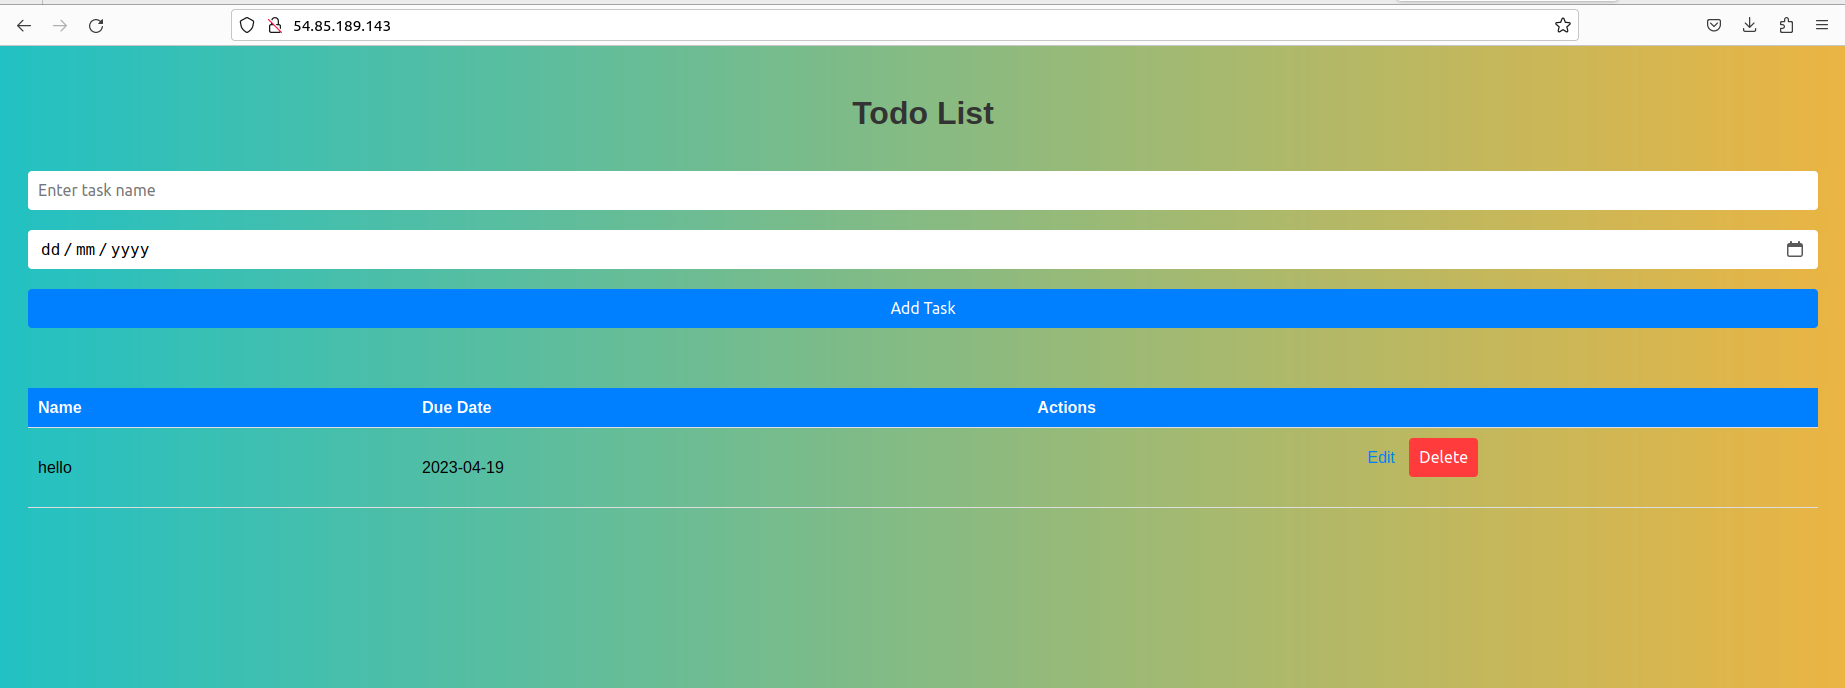 54.85.189.143
Todo List
Enter task name
dd / mm / yyyy
Add Task
Name Due Date Actions
hello 2023-04-19 Edit Delete